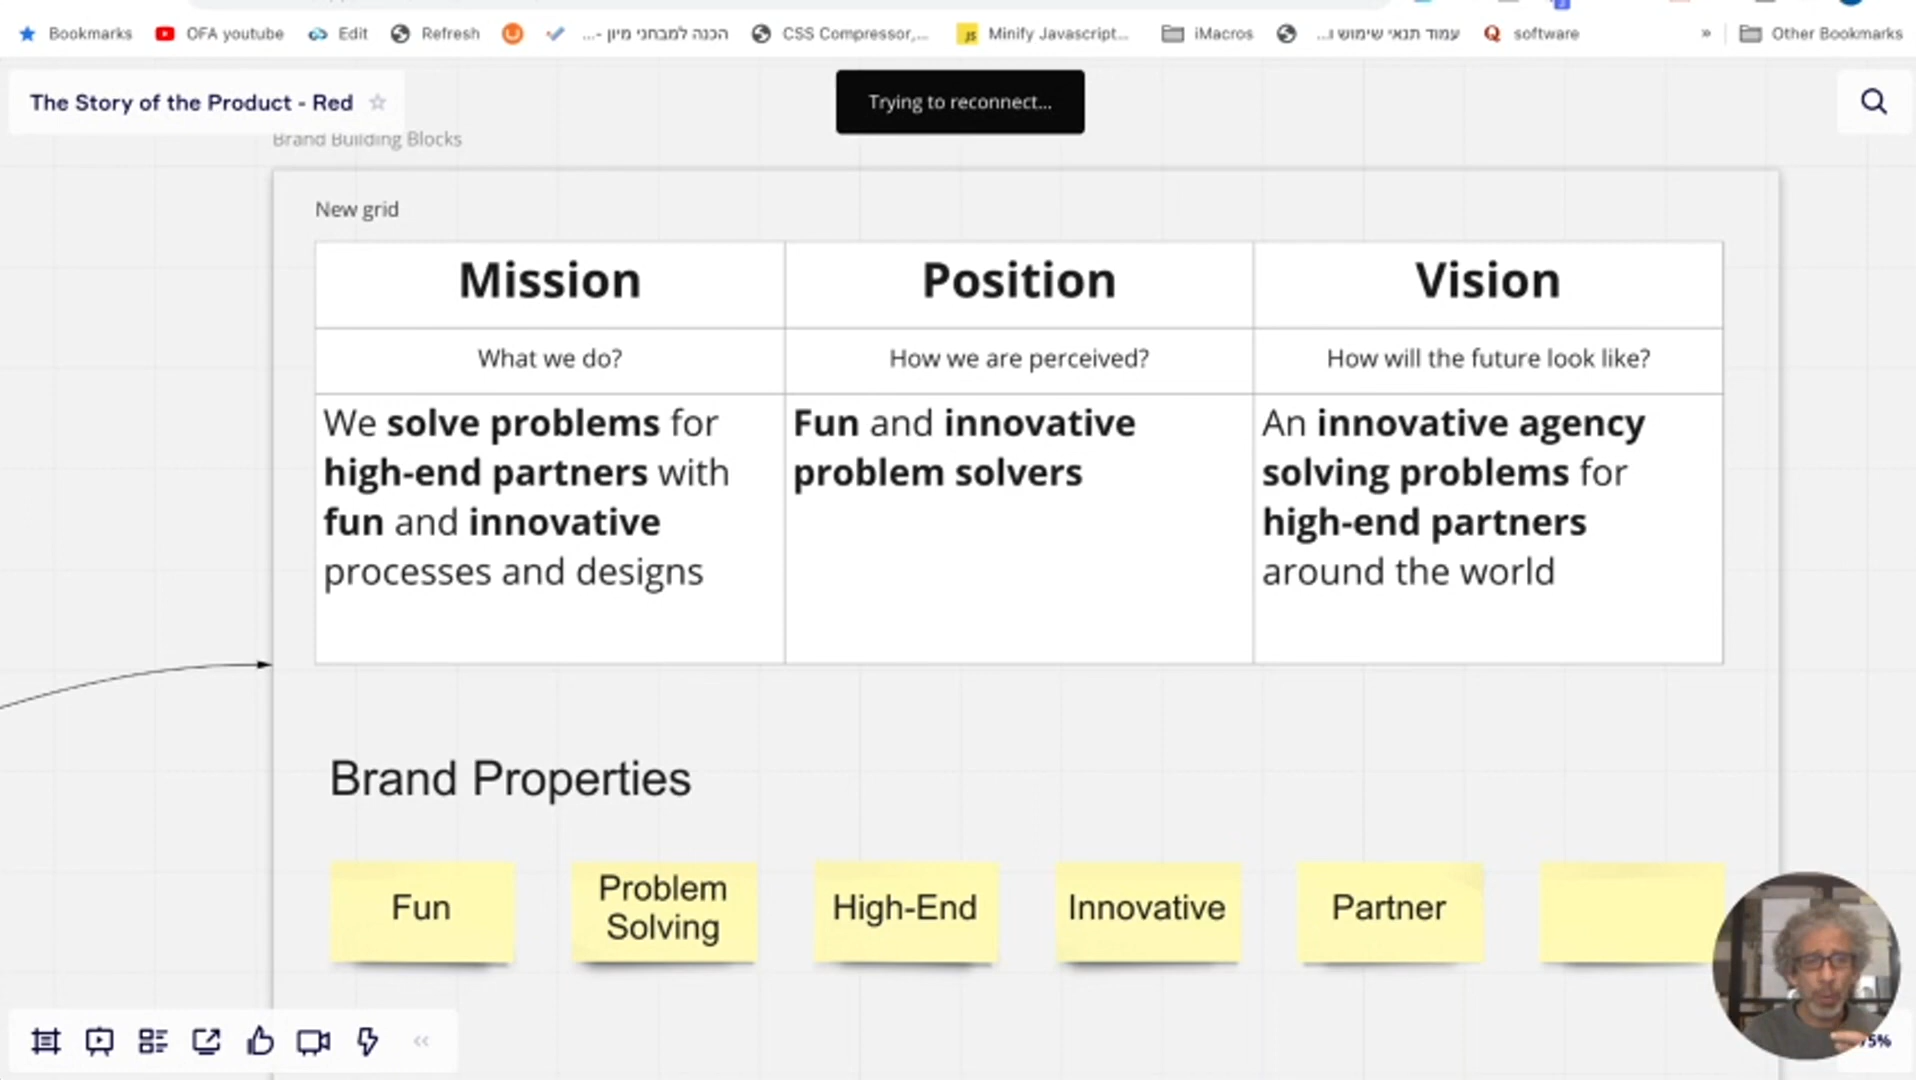 Bookmarks OFA youtube Edit Refresh הכנה למבחני מיון -... CSS Compressor,... Minify Javascript... iMacros עמוד תנאי שימוש ו... software » Other Bookmarks
The Story of the Product - Red
Trying to reconnect...
Brand Building Blocks
New grid
Mission Position Vision
What we do? How we are perceived? How will the future look like?
We solve problems for
high-end partners with
fun and innovative
processes and designs
Fun and innovative
problem solvers
An innovative agency
solving problems for
high-end partners
around the world
Brand Properties
Fun
Problem
Solving
High-End
Innovative
Partner